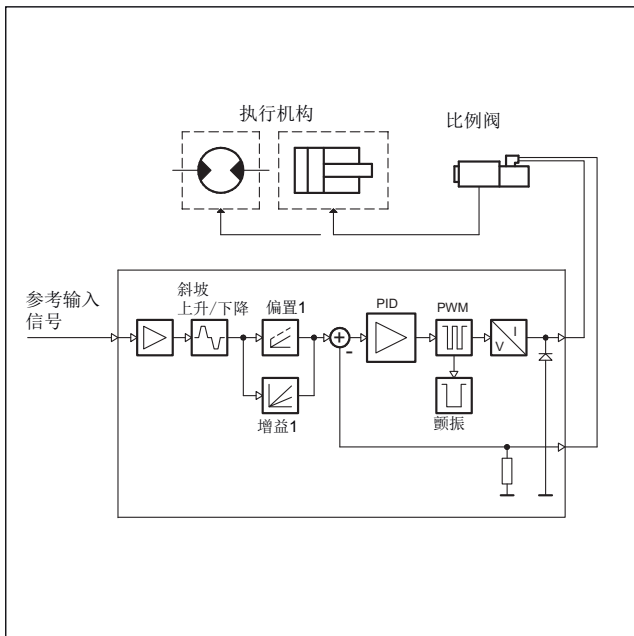 执行机构
比例阀
参考输入
信号
斜坡
上升/下降
偏置1
PID
PWM
I
V
+
-
增益1
颤振